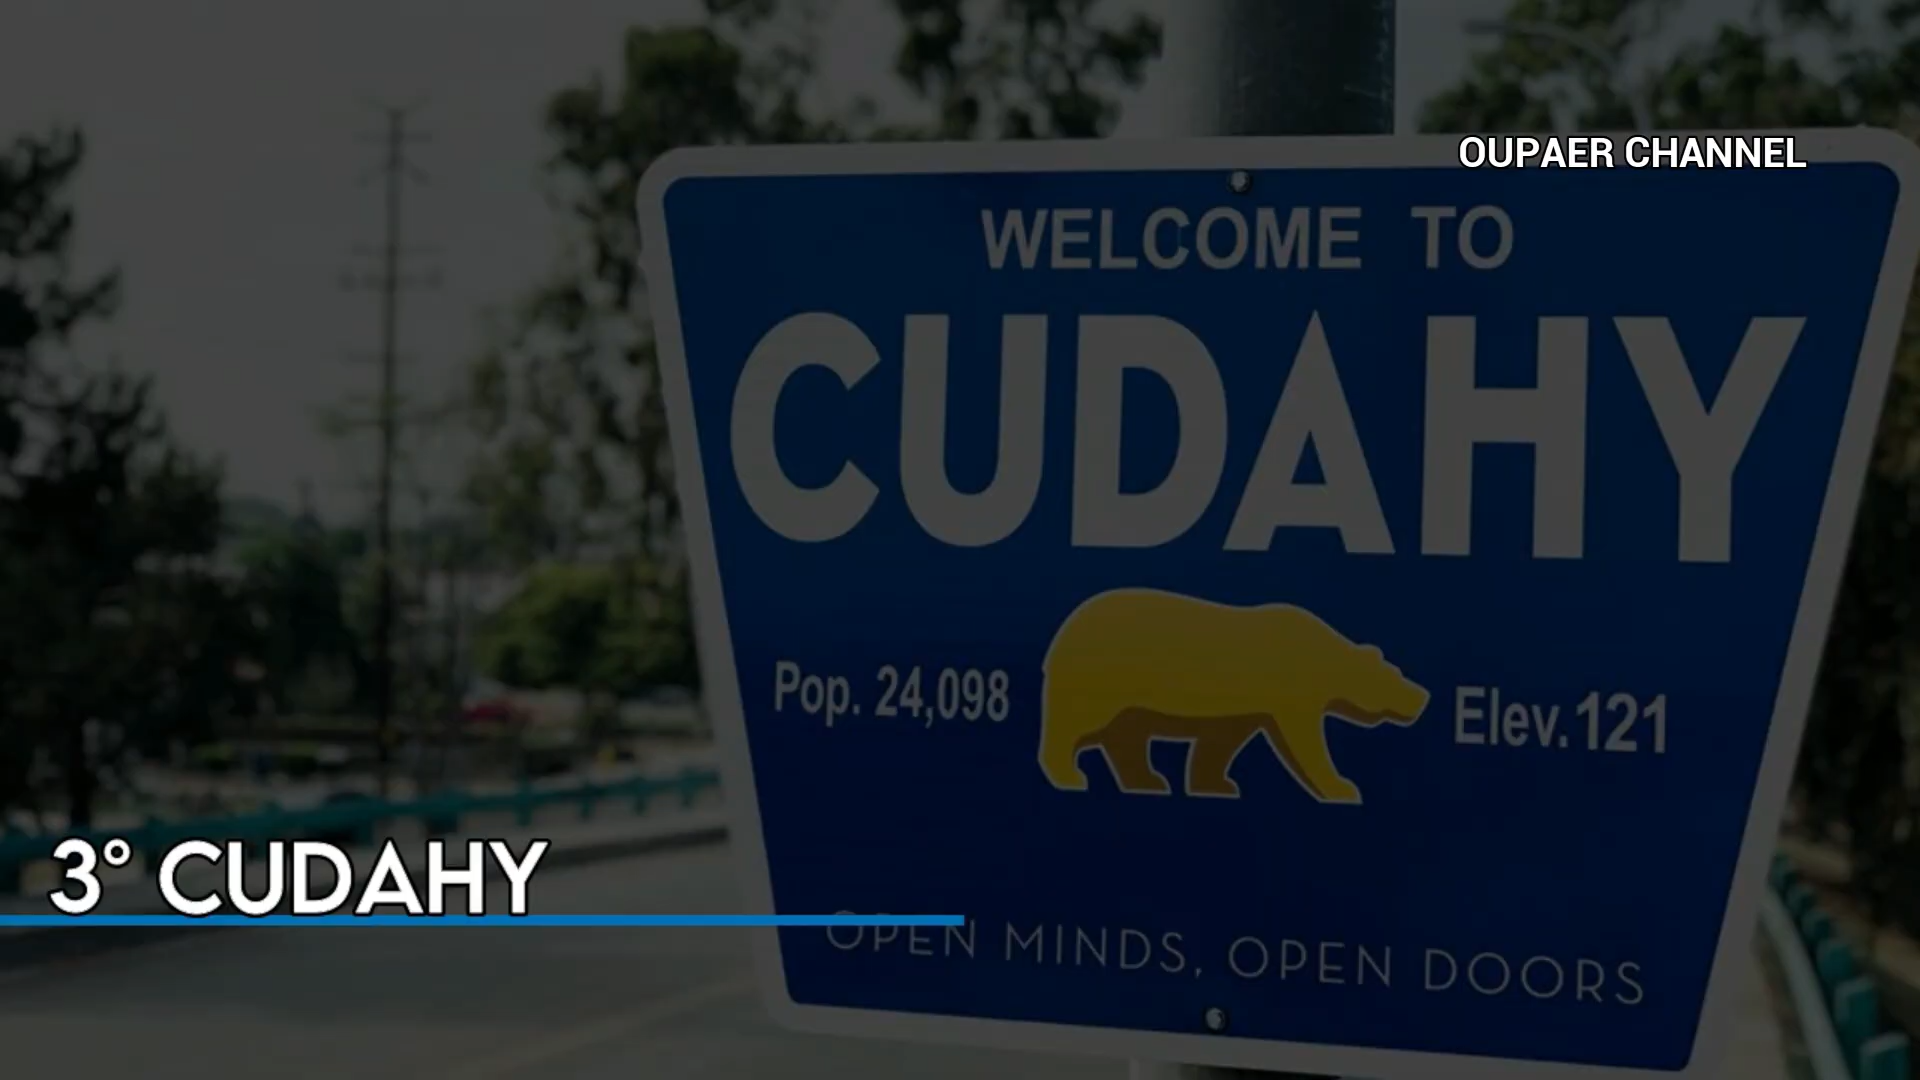 OUPAER CHANNEL
WELCOME TO
CUDAHY
Pop. 24,098
Elev.121
3° CUDAHY
OPEN MINDS, OPEN DOORS